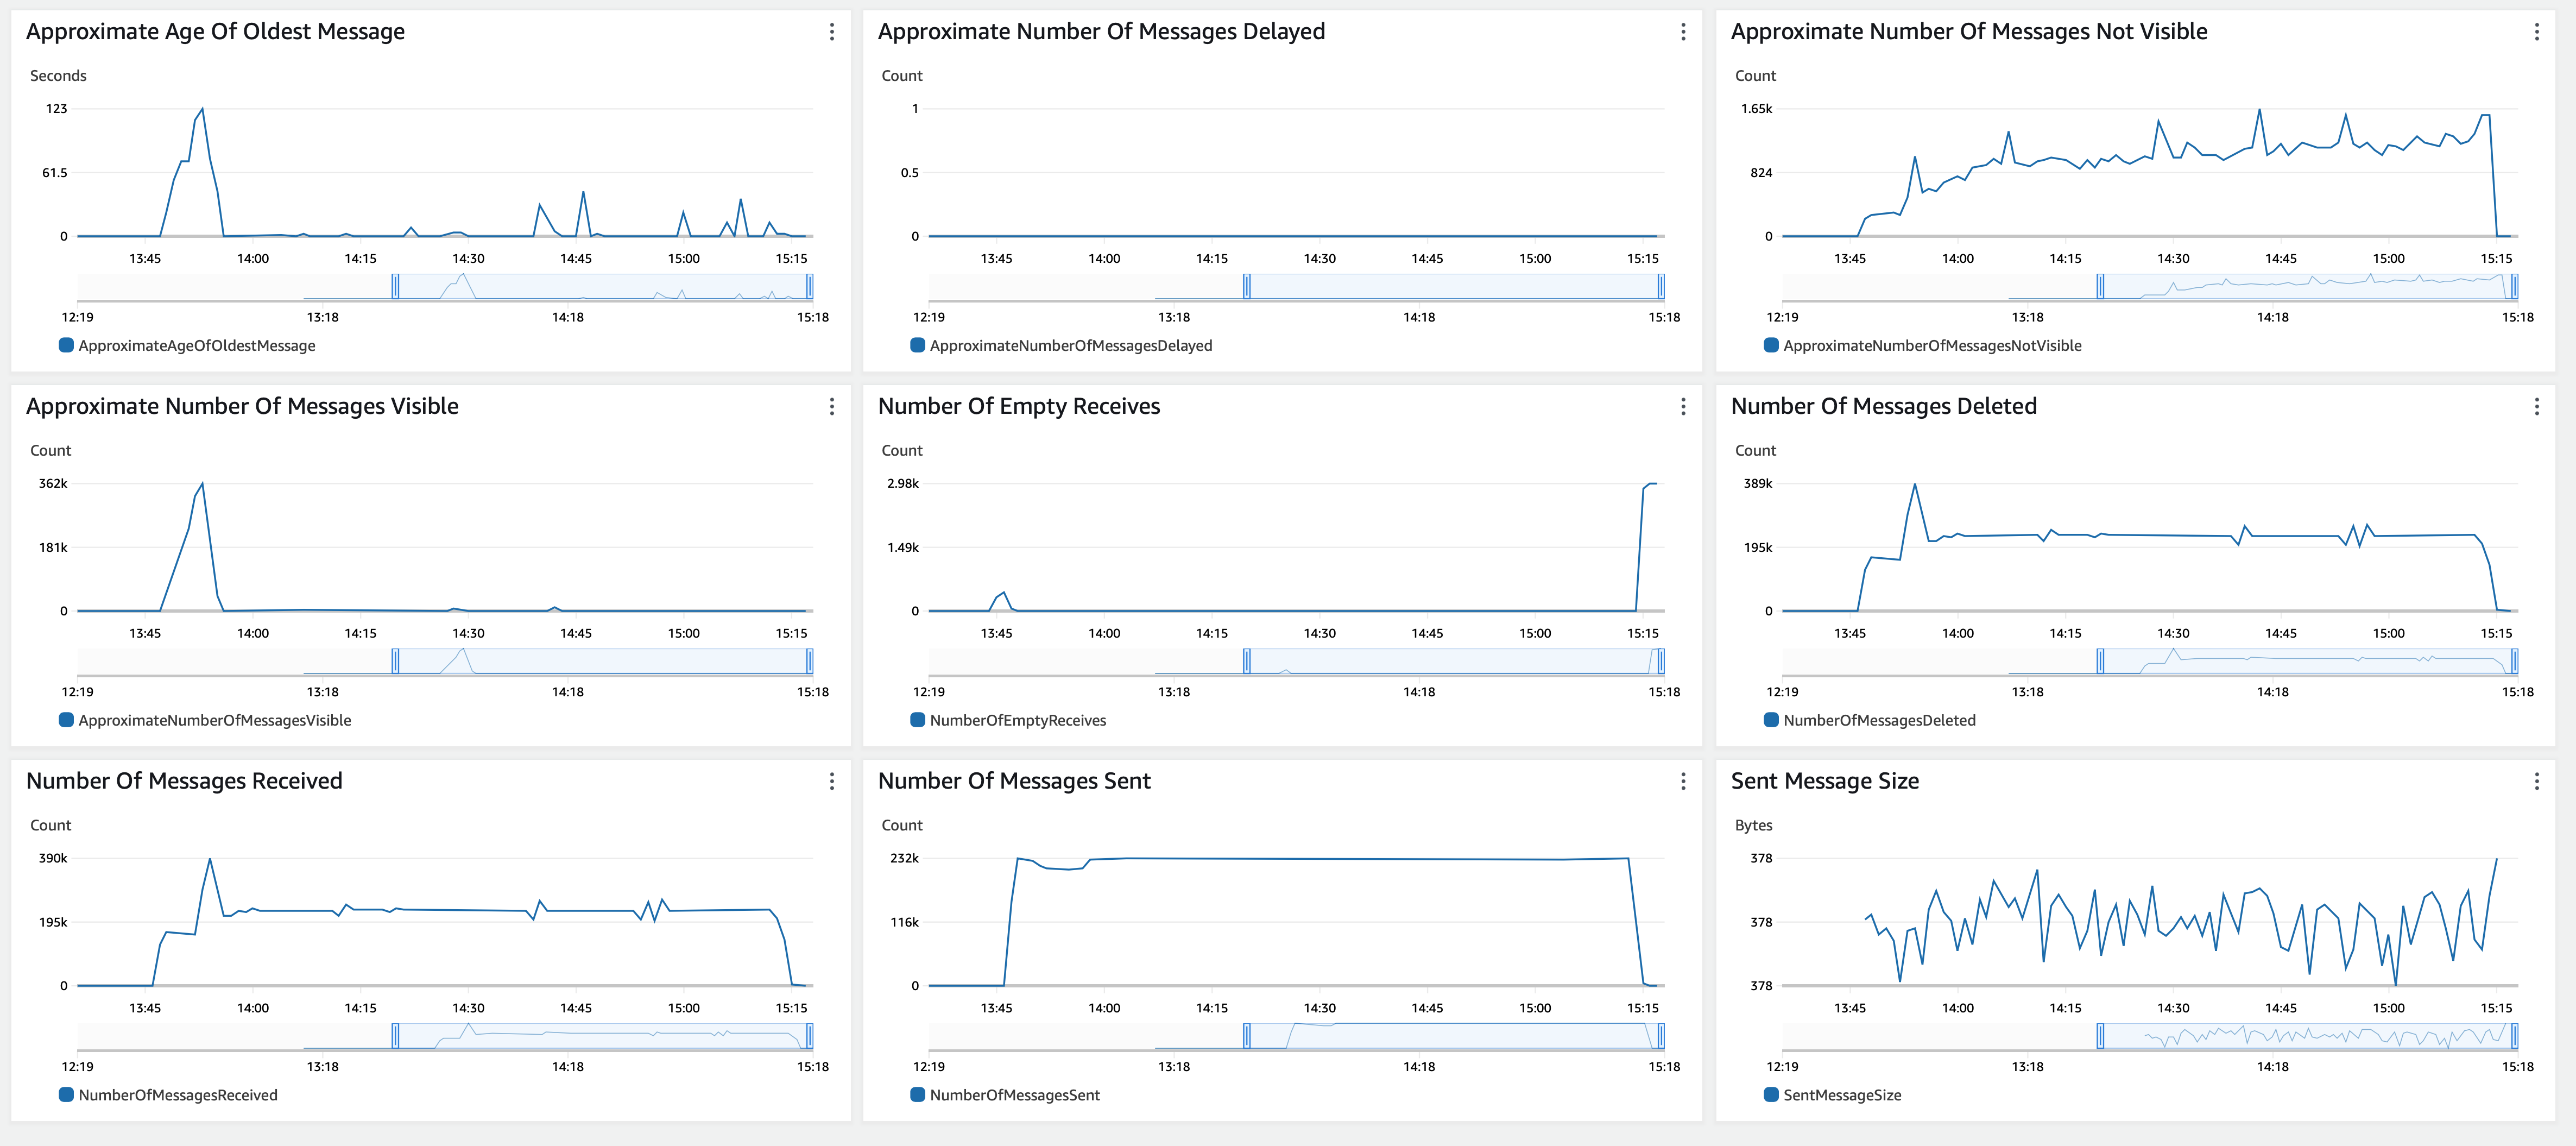 Approximate Age Of Oldest Message
Seconds
123
61.5
0
13:45 14:00 14:15 14:30 14:45 15:00 15:15
12:19 13:18 14:18 15:18
ApproximateAgeOfOldestMessage
Approximate Number Of Messages Delayed
Count
1
0.5
0
13:45 14:00 14:15 14:30 14:45 15:00 15:15
12:19 13:18 14:18 15:18
ApproximateNumberOfMessagesDelayed
Approximate Number Of Messages Not Visible
Count
1.65k
824
0
13:45 14:00 14:15 14:30 14:45 15:00 15:15
12:19 13:18 14:18 15:18
ApproximateNumberOfMessagesNotVisible
Approximate Number Of Messages Visible
Count
362k
181k
0
13:45 14:00 14:15 14:30 14:45 15:00 15:15
12:19 13:18 14:18 15:18
ApproximateNumberOfMessagesVisible
Number Of Empty Receives
Count
2.98k
1.49k
0
13:45 14:00 14:15 14:30 14:45 15:00 15:15
12:19 13:18 14:18 15:18
NumberOfEmptyReceives
Number Of Messages Deleted
Count
389k
195k
0
13:45 14:00 14:15 14:30 14:45 15:00 15:15
12:19 13:18 14:18 15:18
NumberOfMessagesDeleted
Number Of Messages Received
Count
390k
195k
0
13:45 14:00 14:15 14:30 14:45 15:00 15:15
12:19 13:18 14:18 15:18
NumberOfMessagesReceived
Number Of Messages Sent
Count
232k
116k
0
13:45 14:00 14:15 14:30 14:45 15:00 15:15
12:19 13:18 14:18 15:18
NumberOfMessagesSent
Sent Message Size
Bytes
378
378
378
13:45 14:00 14:15 14:30 14:45 15:00 15:15
12:19 13:18 14:18 15:18
SentMessageSize